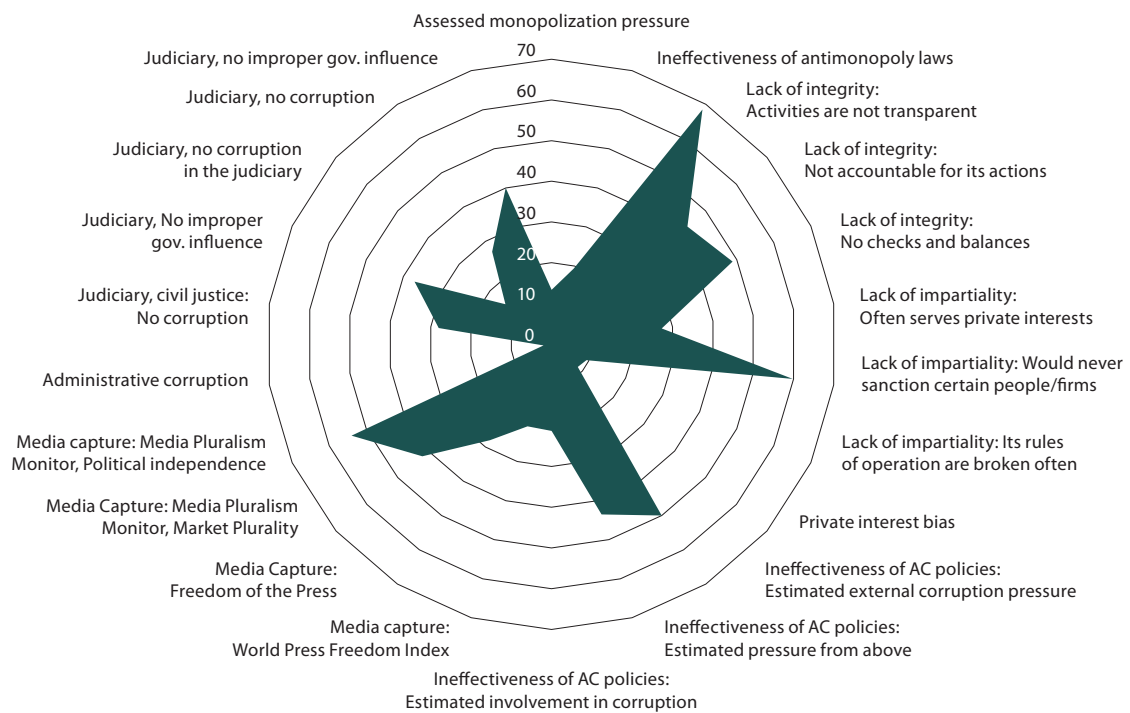 Assessed monopolization pressure
Ineffectiveness of antimonopoly laws
Lack of integrity:
Activities are not transparent
Lack of integrity:
Not accountable for its actions
Lack of integrity:
No checks and balances
Lack of impartiality:
Often serves private interests
Lack of impartiality: Would never
sanction certain people/firms
Lack of impartiality: Its rules
of operation are broken often
Private interest bias
Ineffectiveness of AC policies:
Estimated external corruption pressure
Ineffectiveness of AC policies:
Estimated pressure from above
Ineffectiveness of AC policies:
Estimated involvement in corruption
Media capture:
World Press Freedom Index
Media Capture:
Freedom of the Press
Media Capture: Media Pluralism
Monitor, Market Plurality
Media capture: Media Pluralism
Monitor, Political independence
Administrative corruption
Judiciary, civil justice:
No corruption
Judiciary, No improper
gov. influence
Judiciary, no corruption
in the judiciary
Judiciary, no corruption
Judiciary, no improper gov. influence
70
60
50
40
30
20
10
0